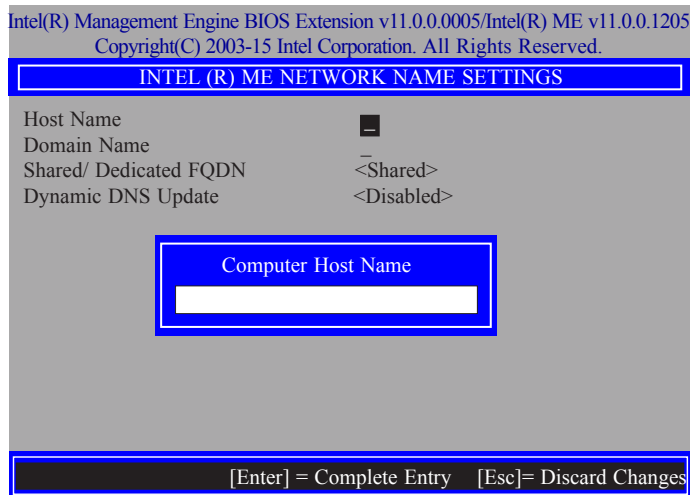 Intel(R) Management Engine BIOS Extension v11.0.0.0005/Intel(R) ME v11.0.0.1205
Copyright(C) 2003-15 Intel Corporation. All Rights Reserved.
INTEL (R) ME NETWORK NAME SETTINGS
Host Name _
Domain Name _
Shared/ Dedicated FQDN <Shared>
Dynamic DNS Update <Disabled>
Computer Host Name
[Enter] = Complete Entry [Esc]= Discard Changes